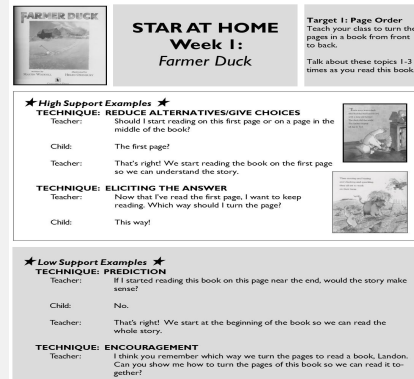 FARMER DUCK
STAR AT HOME
Week 1:
Farmer Duck
Target 1: Page Order
Teach your class to turn the
pages in a book from front
to back.
Talk about these topics 1-3
times as you read this book.
High Support Examples
TECHNIQUE: REDUCE ALTERNATIVES/GIVE CHOICES
Teacher: Should I start reading on this first page or on a page in the
middle of the book?
Child: The first page?
Teacher: That's right! We start reading the book on the first page
so we can understand the story.
TECHNIQUE: ELICITING THE ANSWER
Teacher: Now that I've read the first page, I want to keep
reading. Which way should I turn the page?
Child: This way!
Low Support Examples
TECHNIQUE: PREDICTION
Teacher: If I started reading this book on this page near the end, would the story make
sense?
Child: No.
Teacher: That's right! We start at the beginning of the book so we can read the
whole story.
TECHNIQUE: ENCOURAGEMENT
Teacher: I think you remember which way we turn the pages to read a book, Landon.
Can you show me how to turn the pages of this book so we can read it to-
gether?